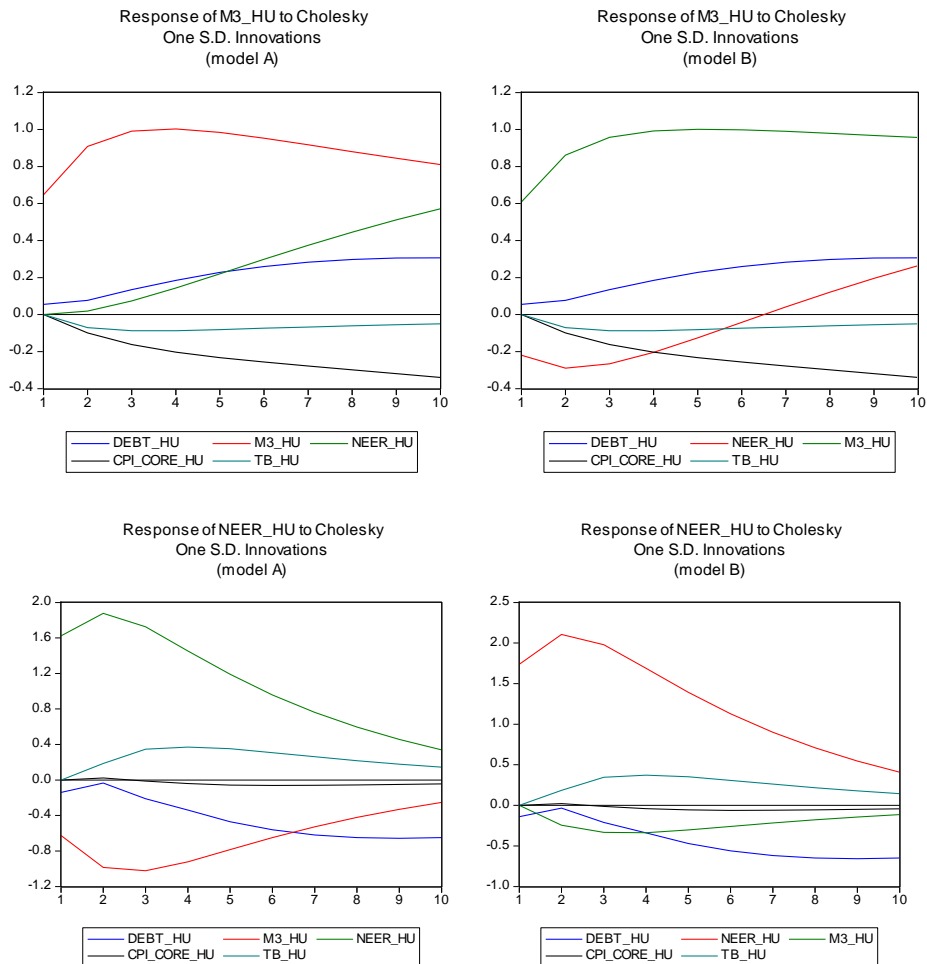 Response of M3_HU to Cholesky
One S.D. Innovations
(model A)
1.2
1.0
0.8
0.6
0.4
0.2
0.0
-0.2
-0.4
1 2 3 4 5 6 7 8 9 10
DEBT_HU M3_HU NEER_HU
CPI_CORE_HU TB_HU
Response of M3_HU to Cholesky
One S.D. Innovations
(model B)
1.2
1.0
0.8
0.6
0.4
0.2
0.0
-0.2
-0.4
1 2 3 4 5 6 7 8 9 10
DEBT_HU NEER_HU M3_HU
CPI_CORE_HU TB_HU
Response of NEER_HU to Cholesky
One S.D. Innovations
(model A)
2.0
1.6
1.2
0.8
0.4
0.0
-0.4
-0.8
-1.2
1 2 3 4 5 6 7 8 9 10
DEBT_HU M3_HU NEER_HU
CPI_CORE_HU TB_HU
Response of NEER_HU to Cholesky
One S.D. Innovations
(model B)
2.5
2.0
1.5
1.0
0.5
0.0
-0.5
-1.0
1 2 3 4 5 6 7 8 9 10
DEBT_HU NEER_HU M3_HU
CPI_CORE_HU TB_HU